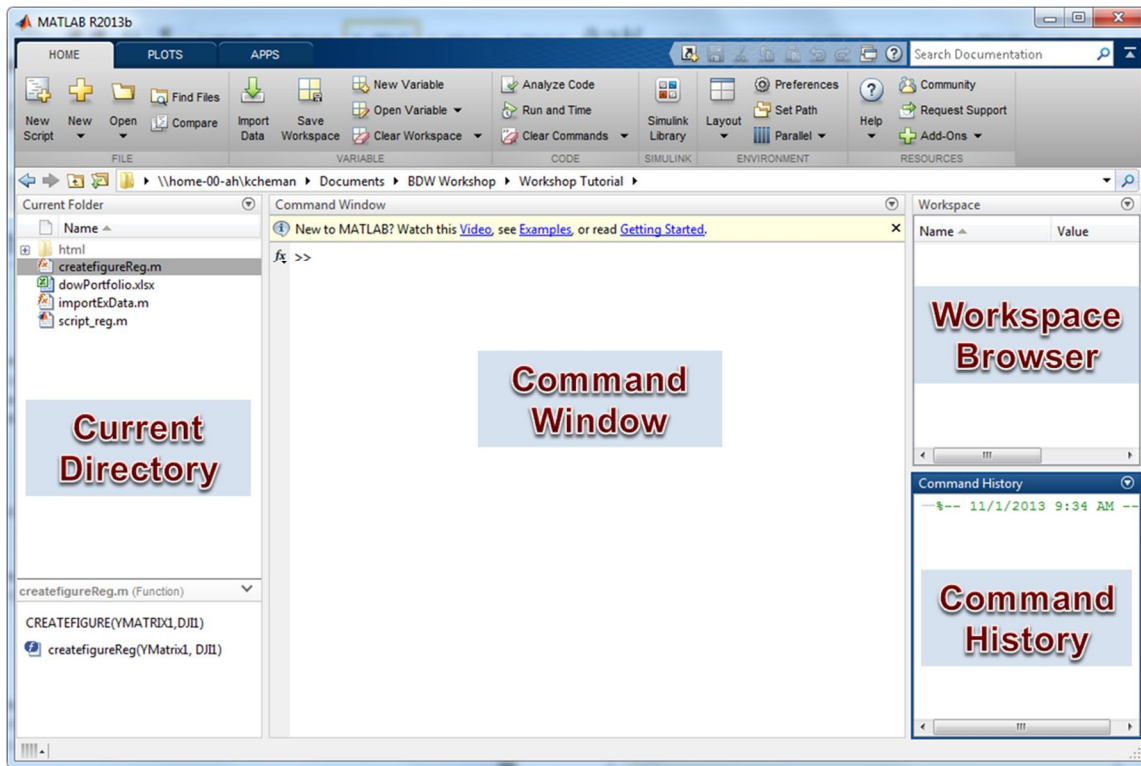 MATLAB R2013b
HOME PLOTS APPS
Search Documentation
New Script
New
Open
Find Files
Compare
FILE
Import Data
Save Workspace
New Variable
Open Variable
Clear Workspace
VARIABLE
Analyze Code
Run and Time
Clear Commands
CODE
Simulink Library
SIMULINK
Layout
Preferences
Set Path
Parallel
ENVIRONMENT
Help
Community
Request Support
Add-Ons
RESOURCES
\\home-00-ah\kcheman Documents BDW Workshop Workshop Tutorial
Current Folder
Name
html
createfigureReg.m
dowPortfolio.xlsx
importExData.m
script_reg.m
Current
Directory
createfigureReg.m (Function)
CREATEFIGURE(YMATRIX1,DJI1)
createfigureReg(YMatrix1, DJI1)
Command Window
New to MATLAB? Watch this Video, see Examples, or read Getting Started.
fx >>
Command
Window
Workspace
Name Value
Workspace
Browser
Command History
%-- 11/1/2013 9:34 AM --
Command
History